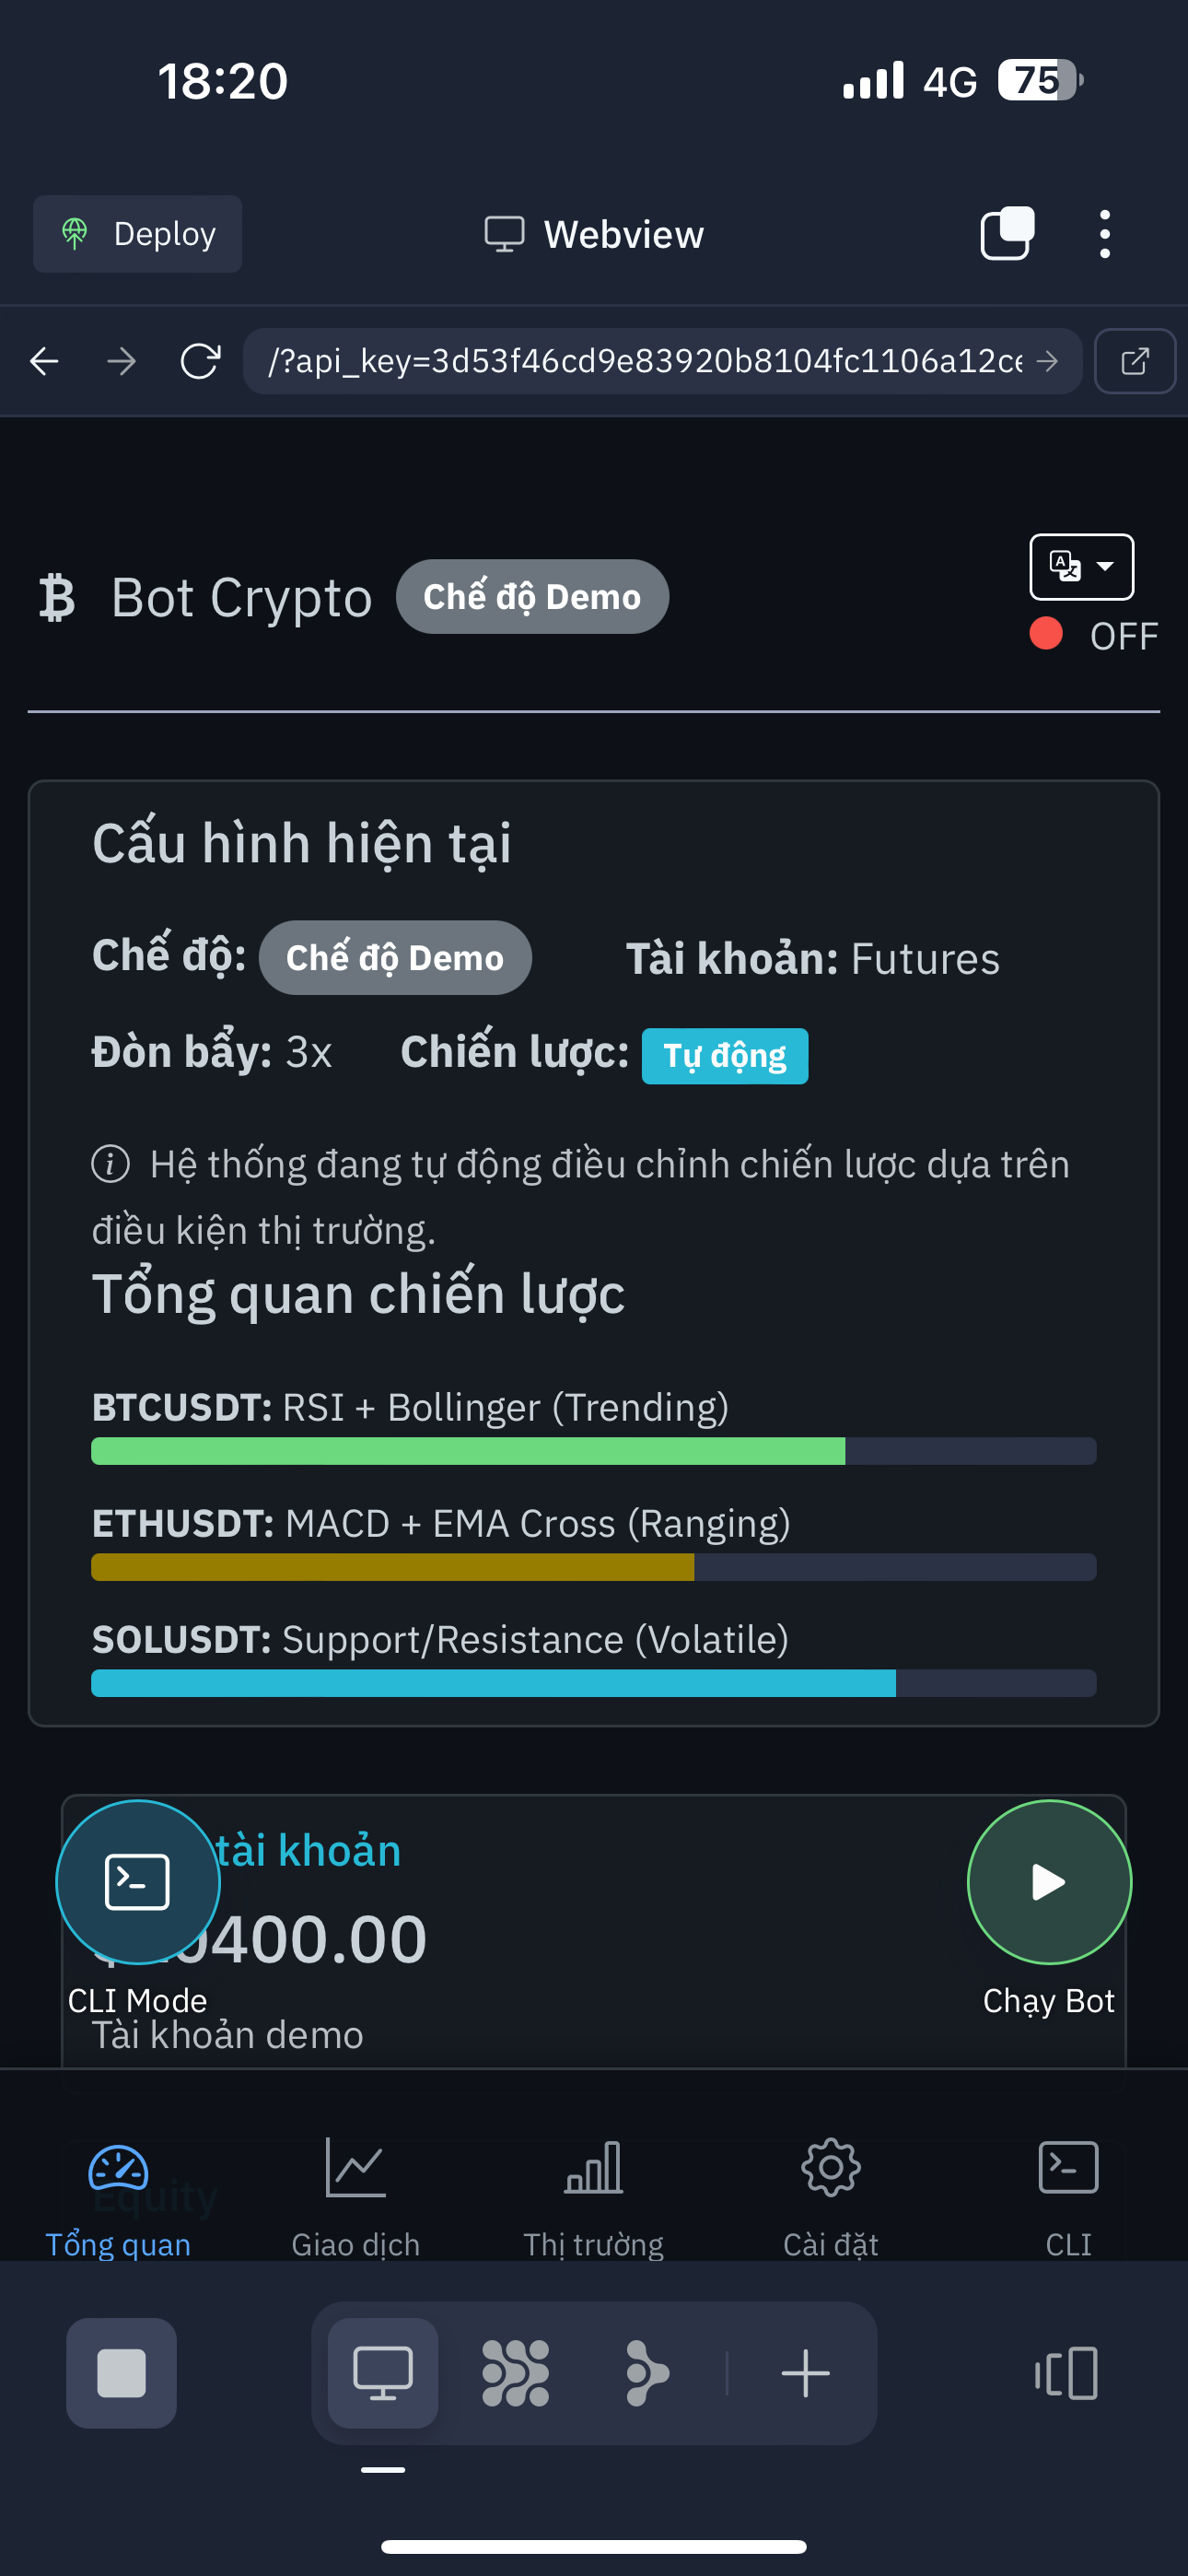 18:20 4G 75
Deploy Webview
/?api_key=3d53f46cd9e83920b8104fc1106a12ce
Bot Crypto Chế độ Demo
OFF
Cấu hình hiện tại
Chế độ: Chế độ Demo Tài khoản: Futures
Đòn bẩy: 3x Chiến lược: Tự động
Hệ thống đang tự động điều chỉnh chiến lược dựa trên
điều kiện thị trường.
Tổng quan chiến lược
BTCUSDT: RSI + Bollinger (Trending)
ETHUSDT: MACD + EMA Cross (Ranging)
SOLUSDT: Support/Resistance (Volatile)
tài khoản
0400.00
CLI Mode Chạy Bot
Tài khoản demo
Equity
Tổng quan Giao dịch Thị trường Cài đặt CLI